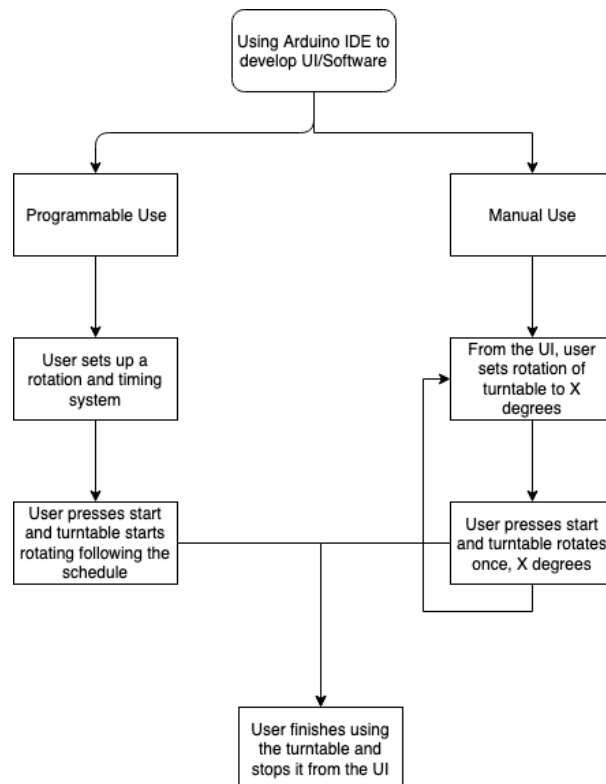 Using Arduino IDE to
develop UI/Software
Programmable Use
Manual Use
User sets up a
rotation and timing
system
From the UI, user
sets rotation of
turntable to X
degrees
User presses start
and turntable starts
rotating following the
schedule
User presses start
and turntable rotates
once, X degrees
User finishes using
the turntable and
stops it from the UI